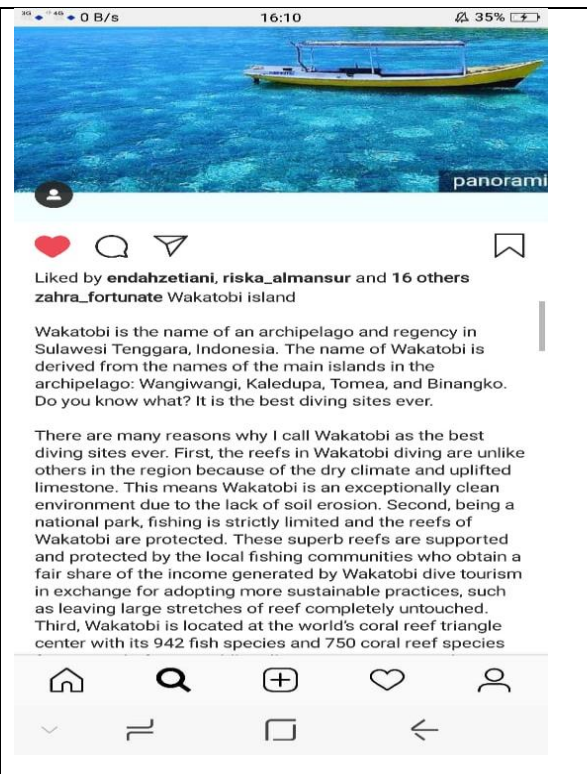 3G 4G 0 B/s 16:10 35%
panorami
Liked by endahzetiani, riska_almansur and 16 others
zahra_fortunate Wakatobi island
Wakatobi is the name of an archipelago and regency in
Sulawesi Tenggara, Indonesia. The name of Wakatobi is
derived from the names of the main islands in the
archipelago: Wangiwangi, Kaledupa, Tomea, and Binangko.
Do you know what? It is the best diving sites ever.
There are many reasons why I call Wakatobi as the best
diving sites ever. First, the reefs in Wakatobi diving are unlike
others in the region because of the dry climate and uplifted
limestone. This means Wakatobi is an exceptionally clean
environment due to the lack of soil erosion. Second, being a
national park, fishing is strictly limited and the reefs of
Wakatobi are protected. These superb reefs are supported
and protected by the local fishing communities who obtain a
fair share of the income generated by Wakatobi dive tourism
in exchange for adopting more sustainable practices, such
as leaving large stretches of reef completely untouched.
Third, Wakatobi is located at the world's coral reef triangle
center with its 942 fish species and 750 coral reef species